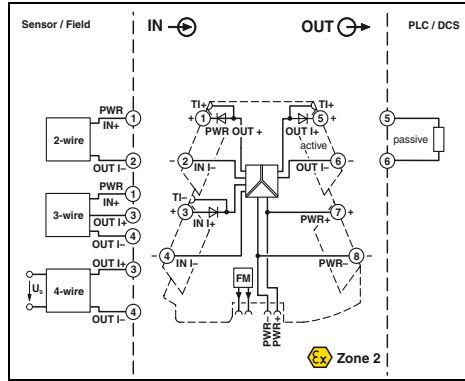 Sensor / Field
IN
OUT
PLC / DCS
2-wire
PWR
IN+
OUT I–
1
2
3-wire
PWR
IN+
OUT I+
OUT I–
1
3
4
Us
4-wire
OUT I+
OUT I–
3
4
TI+
+ 1
PWR OUT +
– 2
IN I–
TI–
+ 3
IN I+
– 4
IN I–
TI+
5 +
OUT I+
active
6 –
OUT I–
7 +
PWR+
8 –
PWR–
FM
PWR–
PWR+
5
passive
6
Ex Zone 2